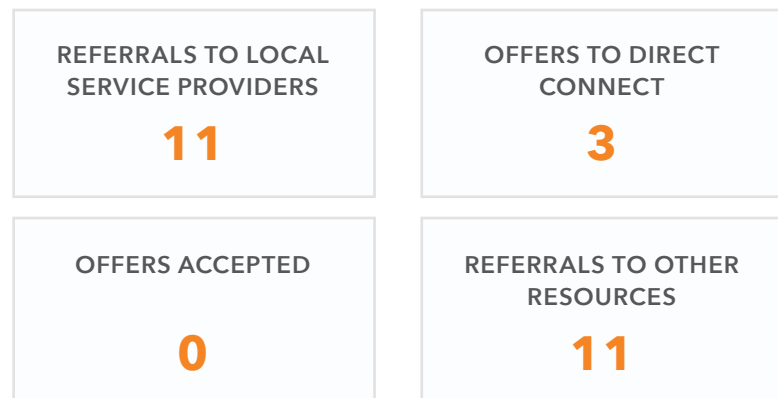 REFERRALS TO LOCAL
SERVICE PROVIDERS
11
OFFERS TO DIRECT
CONNECT
3
OFFERS ACCEPTED
0
REFERRALS TO OTHER
RESOURCES
11